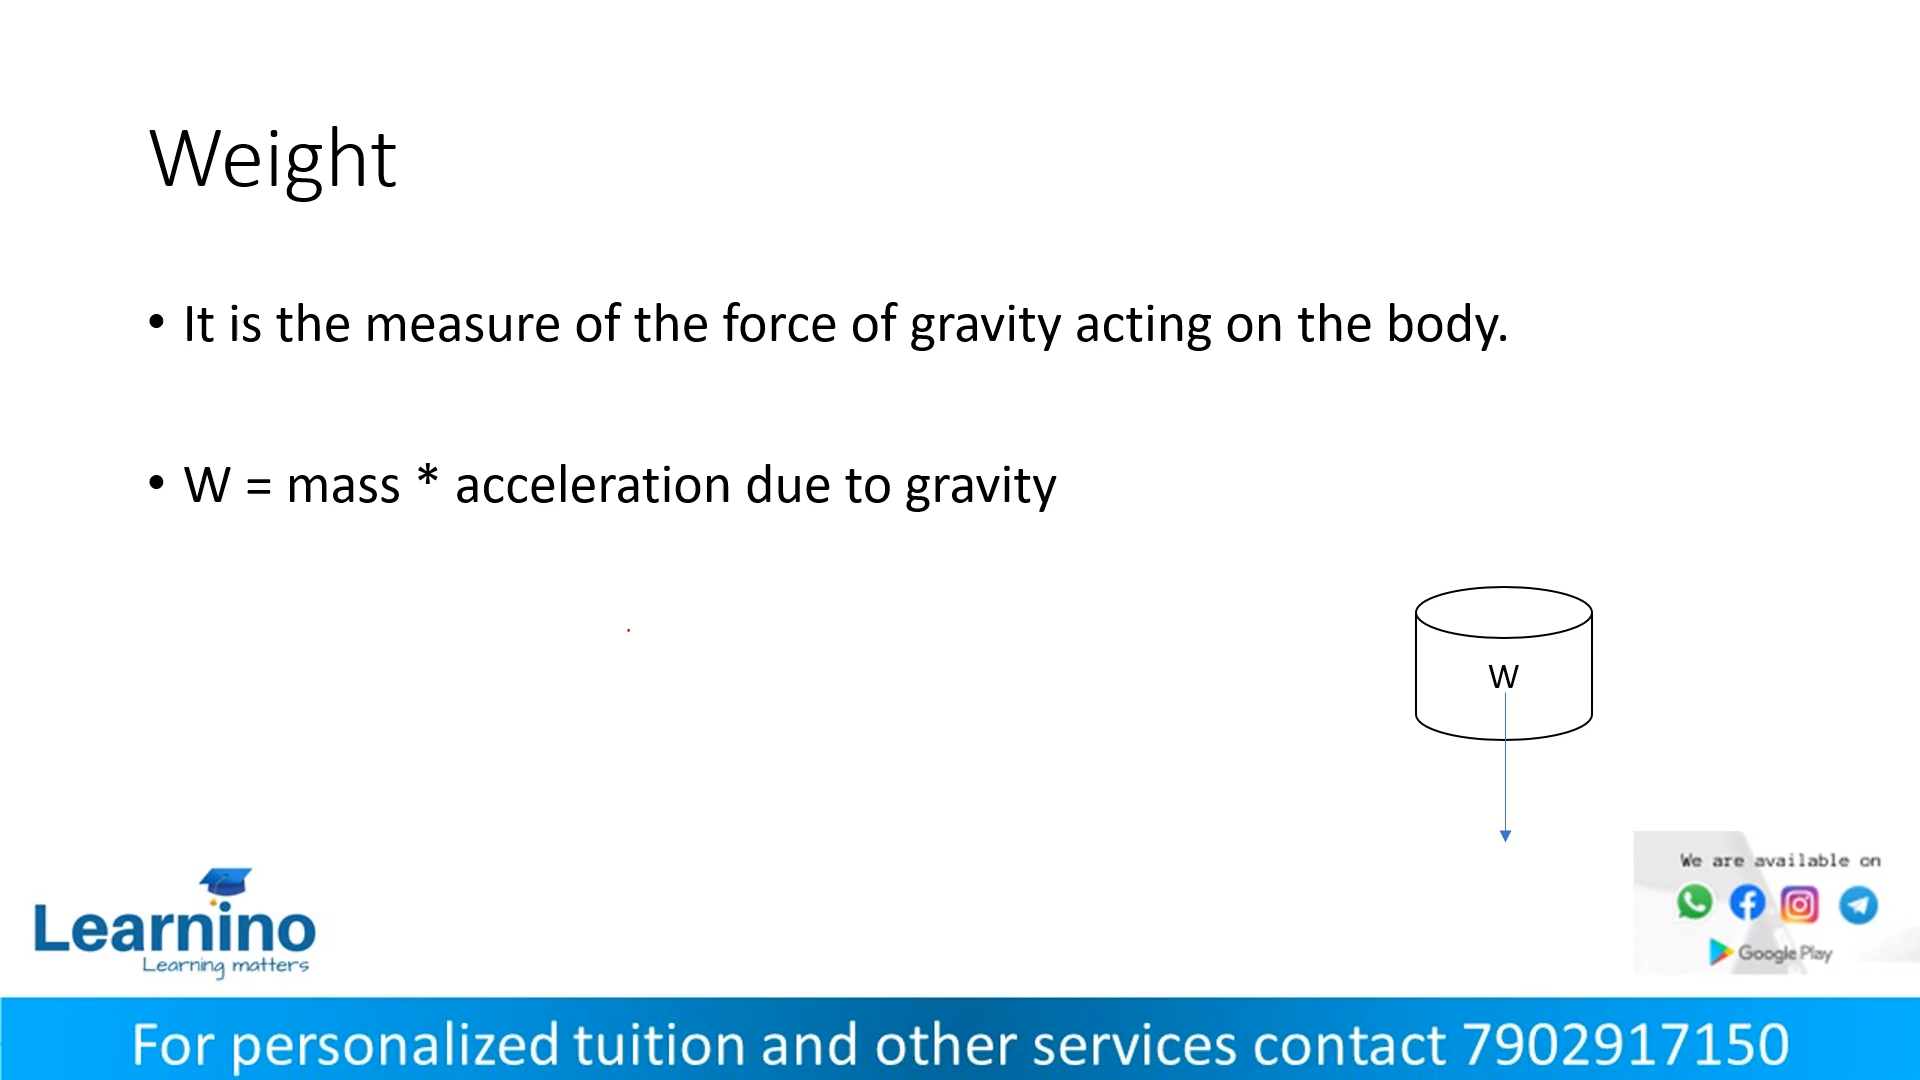 Weight
• It is the measure of the force of gravity acting on the body.
• W = mass * acceleration due to gravity
W
We are available on
Google Play
Learnino
Learning matters
For personalized tuition and other services contact 7902917150